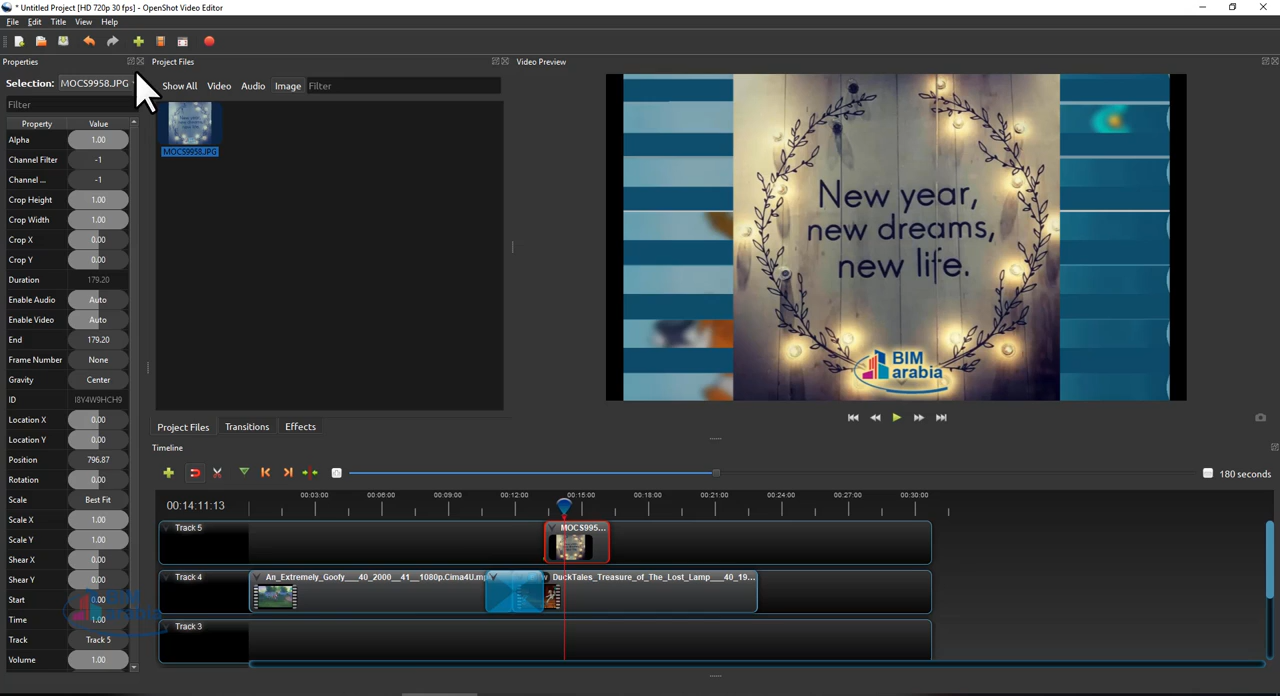 * Untitled Project [HD 720p 30 fps] - OpenShot Video Editor
File Edit Title View Help
Properties
Project Files
Video Preview
Selection: MOCS9958.JPG
Show All Video Audio Image Filter
Filter
Property Value
Alpha 1.00
Channel Filter -1
Channel ... -1
Crop Height 1.00
Crop Width 1.00
Crop X 0.00
Crop Y 0.00
Duration 179.20
Enable Audio Auto
Enable Video Auto
End 179.20
Frame Number None
Gravity Center
ID I8Y4W9HCH9
Location X 0.00
Location Y 0.00
Position 796.87
Rotation 0.00
Scale Best Fit
Scale X 1.00
Scale Y 1.00
Shear X 0.00
Shear Y 0.00
Start 0.00
Time 1.00
Track Track 5
Volume 1.00
BIM
arabia
New year,
new dreams,
new life.
MOCS9958.JPG
New year,
new dreams,
new life.
BIM
arabia
Project Files Transitions Effects
Timeline
180 seconds
00:14:11:13
00:03:00 00:06:00 00:09:00 00:12:00 00:15:00 00:18:00 00:21:00 00:24:00 00:27:00 00:30:00
Track 5
MOCS995...
Track 4
An_Extremely_Goofy___40_2000__41__1080p.Cima4U.mp
DuckTales_Treasure_of_The_Lost_Lamp___40_19...
Track 3